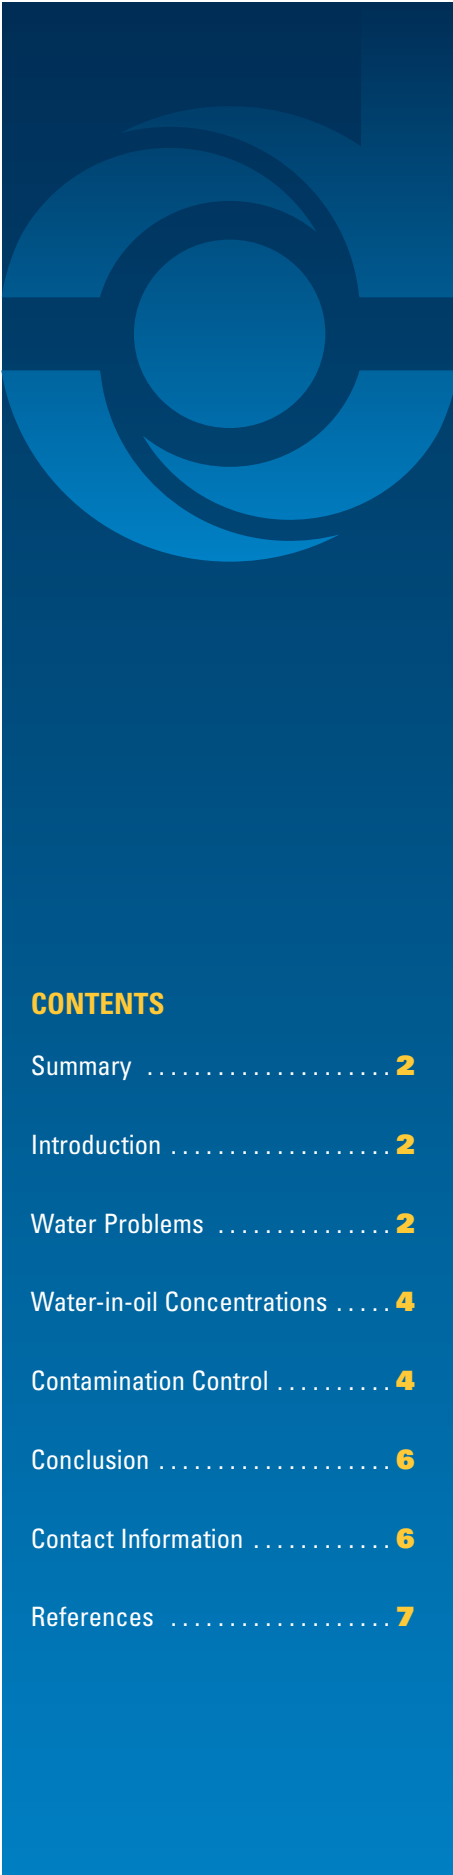 CONTENTS
Summary . . . . . . . . . . . . . . . . . . . . . 2
Introduction . . . . . . . . . . . . . . . . . . . 2
Water Problems . . . . . . . . . . . . . . . 2
Water-in-oil Concentrations . . . . . 4
Contamination Control . . . . . . . . . . 4
Conclusion . . . . . . . . . . . . . . . . . . . . 6
Contact Information . . . . . . . . . . . . 6
References . . . . . . . . . . . . . . . . . . . 7